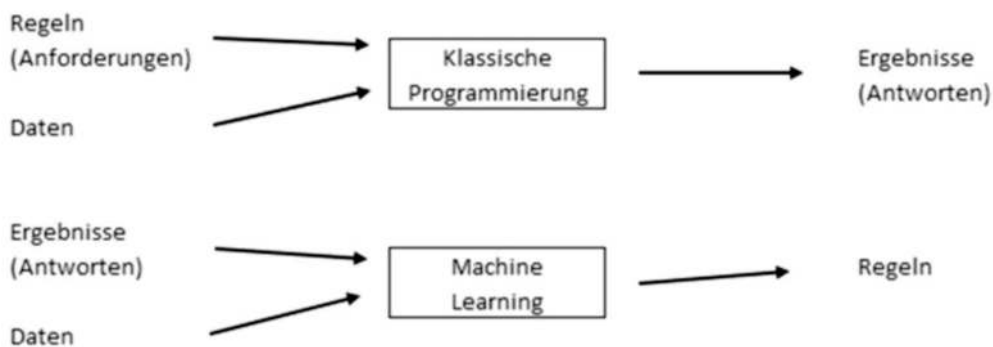 Regeln
(Anforderungen)
Daten
Klassische
Programmierung
Ergebnisse
(Antworten)
Ergebnisse
(Antworten)
Daten
Machine
Learning
Regeln